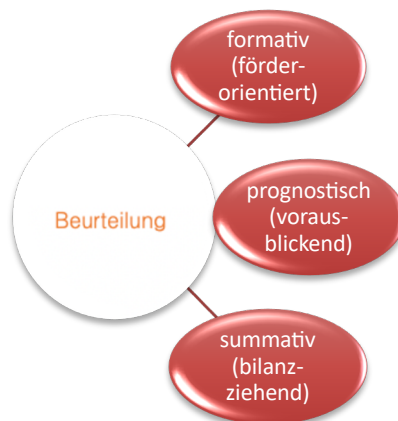 formativ
(förder-
orientiert)
Beurteilung
prognostisch
(voraus-
blickend)
summativ
(bilanz-
ziehend)